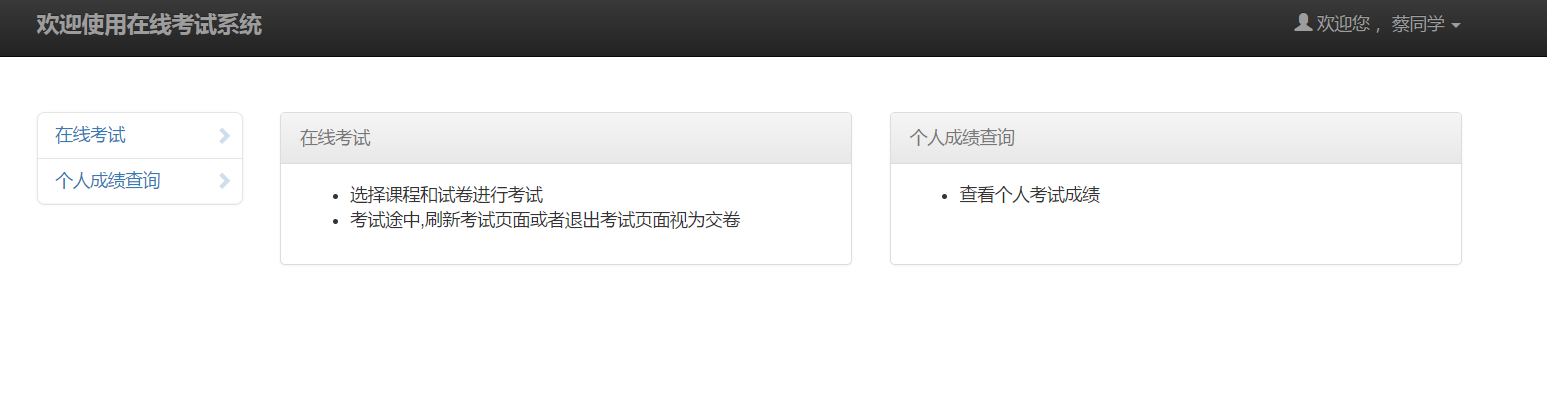 欢迎使用在线考试系统
欢迎您 ，蔡同学
在线考试
个人成绩查询
在线考试
选择课程和试卷进行考试
考试途中,刷新考试页面或者退出考试页面视为交卷
个人成绩查询
查看个人考试成绩